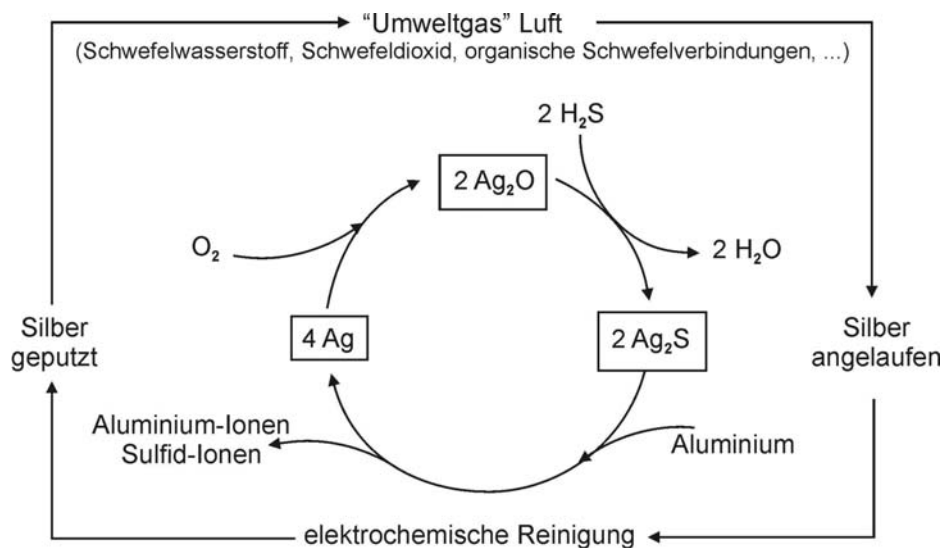 “Umweltgas” Luft
(Schwefelwasserstoff, Schwefeldioxid, organische Schwefelverbindungen, ...)
2 H₂S
2 Ag₂O
O₂
2 H₂O
Silber
geputzt
4 Ag
2 Ag₂S
Silber
angelaufen
Aluminium-Ionen
Sulfid-Ionen
Aluminium
elektrochemische Reinigung